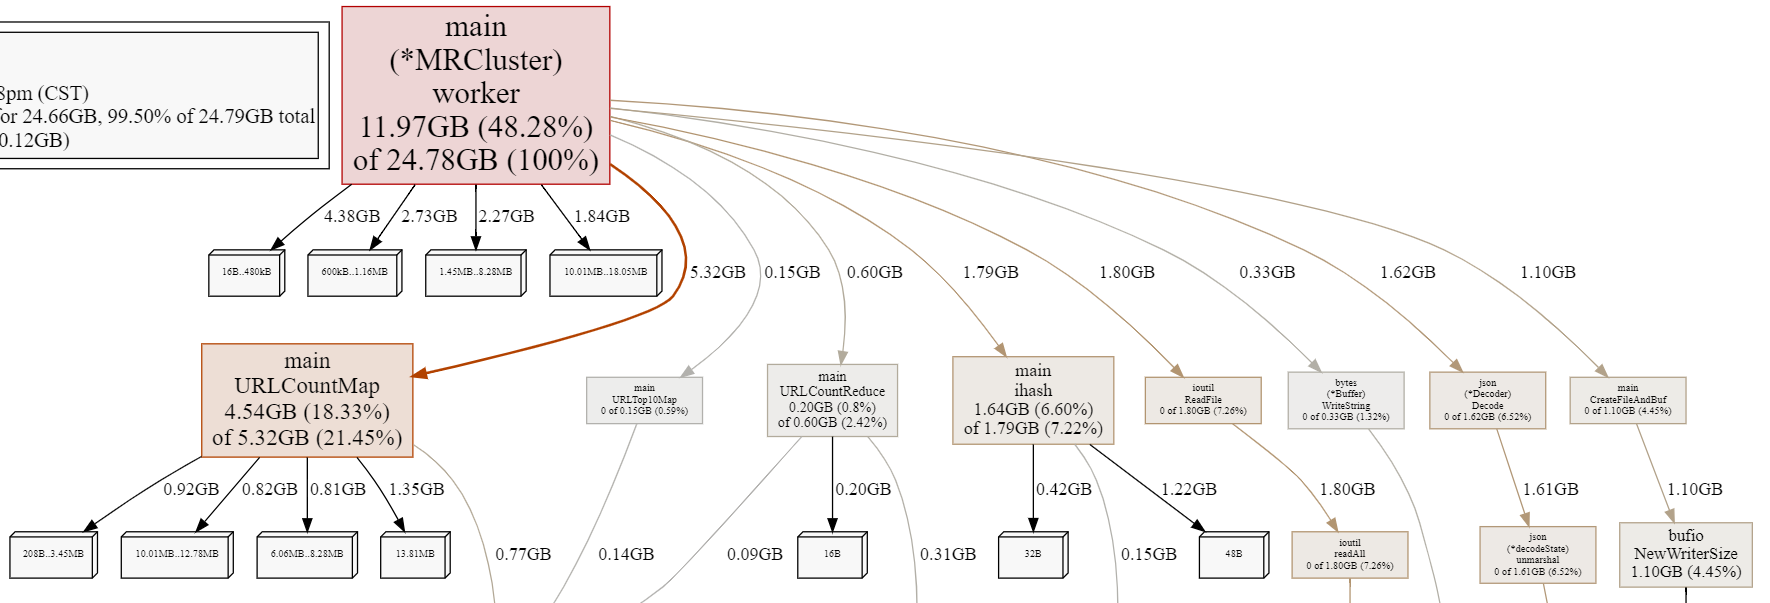 8pm (CST)
for 24.66GB, 99.50% of 24.79GB total
0.12GB)
main
(*MRCluster)
worker
11.97GB (48.28%)
of 24.78GB (100%)
4.38GB
2.73GB
2.27GB
1.84GB
16B..480kB
600kB..1.16MB
1.45MB..8.28MB
10.01MB..18.05MB
5.32GB
0.15GB
0.60GB
1.79GB
1.80GB
0.33GB
1.62GB
1.10GB
main
URLCountMap
4.54GB (18.33%)
of 5.32GB (21.45%)
main
URLTop10Map
0 of 0.15GB (0.59%)
main
URLCountReduce
0.20GB (0.8%)
of 0.60GB (2.42%)
main
ihash
1.64GB (6.60%)
of 1.79GB (7.22%)
ioutil
ReadFile
0 of 1.80GB (7.26%)
bytes
(*Buffer)
WriteString
0 of 0.33GB (1.32%)
json
(*Decoder)
Decode
0 of 1.62GB (6.52%)
main
CreateFileAndBuf
0 of 1.10GB (4.45%)
0.92GB
0.82GB
0.81GB
1.35GB
0.20GB
0.42GB
1.22GB
1.80GB
1.61GB
1.10GB
208B..3.45MB
10.01MB..12.78MB
6.06MB..8.28MB
13.81MB
0.77GB
0.14GB
0.09GB
16B
0.31GB
32B
0.15GB
48B
ioutil
readAll
0 of 1.80GB (7.26%)
json
(*decodeState)
unmarshal
0 of 1.61GB (6.52%)
bufio
NewWriterSize
1.10GB (4.45%)